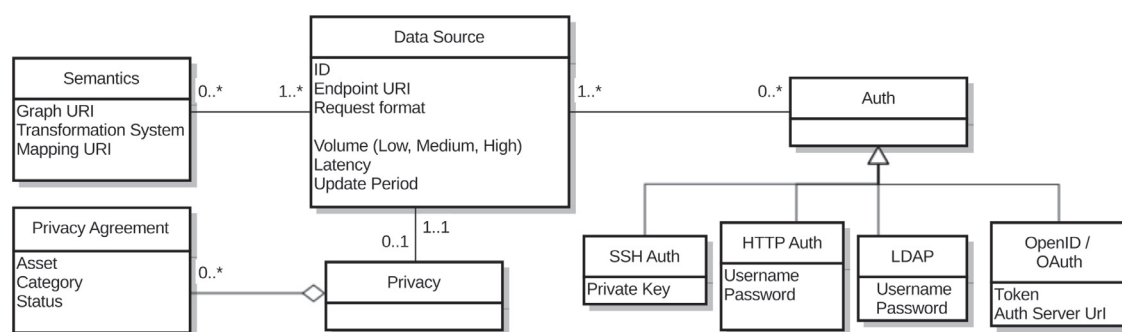 Data Source
ID
Endpoint URI
Request format
Volume (Low, Medium, High)
Latency
Update Period
Semantics
Graph URI
Transformation System
Mapping URI
0..*
1..*
1..*
0..*
Auth
Privacy Agreement
Asset
Category
Status
0..*
0..1
1..1
Privacy
SSH Auth
Private Key
HTTP Auth
Username
Password
LDAP
Username
Password
OpenID /
OAuth
Token
Auth Server Url